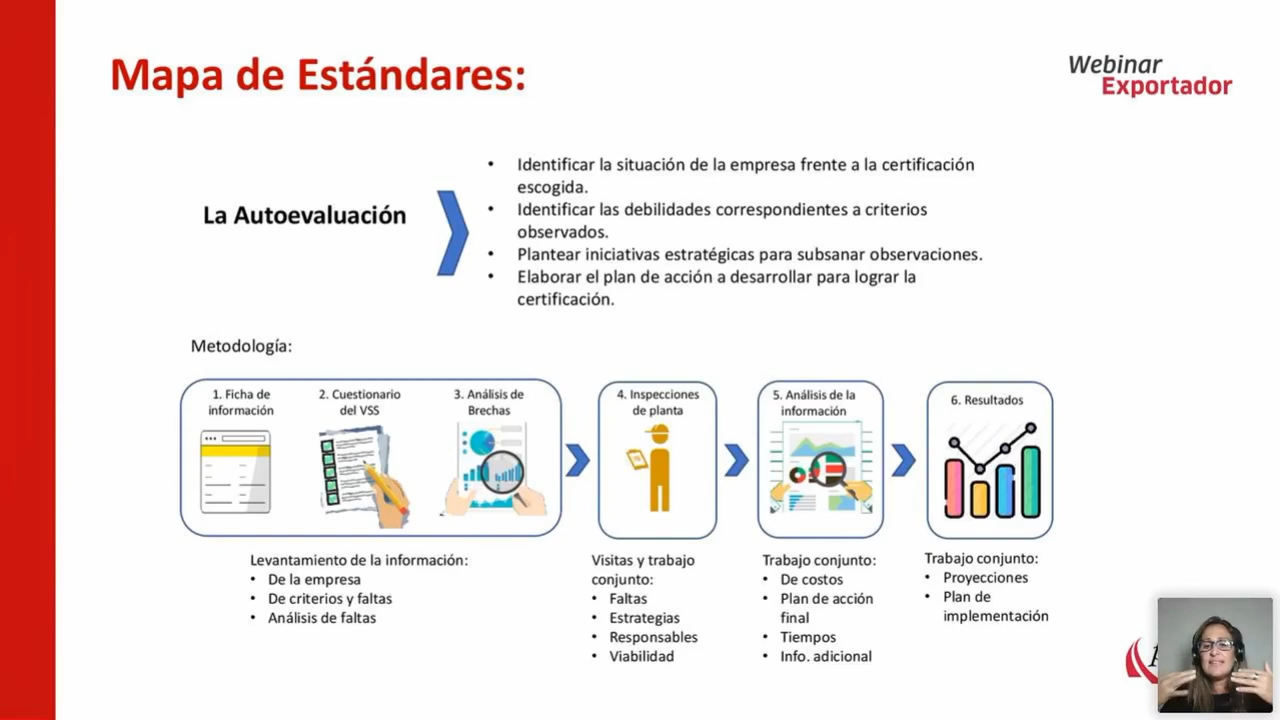 Mapa de Estándares:
Webinar
Exportador
La Autoevaluación
• Identificar la situación de la empresa frente a la certificación
escogida.
• Identificar las debilidades correspondientes a criterios
observados.
• Plantear iniciativas estratégicas para subsanar observaciones.
• Elaborar el plan de acción a desarrollar para lograr la
certificación.
Metodología:
1. Ficha de
información
2. Cuestionario
del VSS
3. Análisis de
Brechas
4. Inspecciones
de planta
5. Análisis de la
información
6. Resultados
Levantamiento de la información:
• De la empresa
• De criterios y faltas
• Análisis de faltas
Visitas y trabajo
conjunto:
• Faltas
• Estrategias
• Responsables
• Viabilidad
Trabajo conjunto:
• De costos
• Plan de acción
final
• Tiempos
• Info. adicional
Trabajo conjunto:
• Proyecciones
• Plan de
implementación